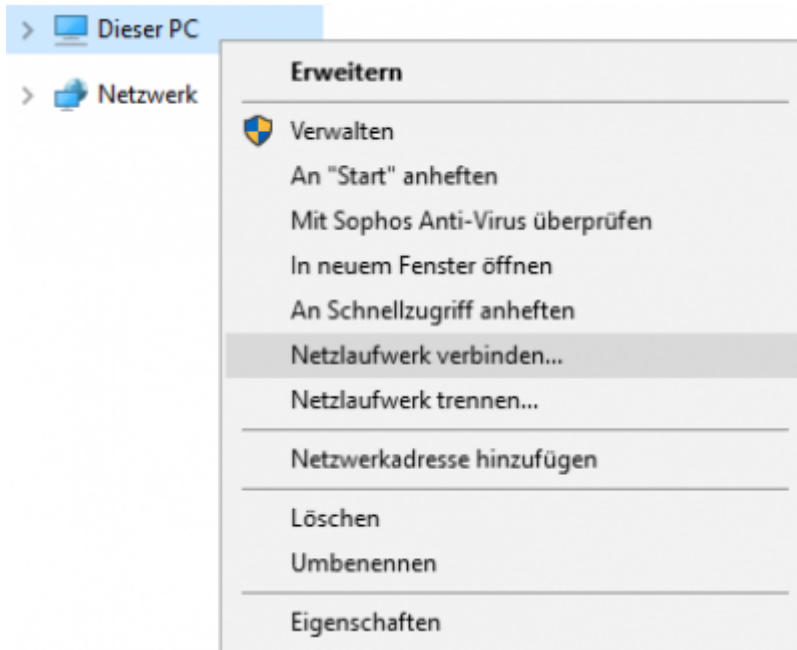 Dieser PC
Netzwerk
Erweitern
Verwalten
An "Start" anheften
Mit Sophos Anti-Virus überprüfen
In neuem Fenster öffnen
An Schnellzugriff anheften
Netzlaufwerk verbinden...
Netzlaufwerk trennen...
Netzwerkadresse hinzufügen
Löschen
Umbenennen
Eigenschaften